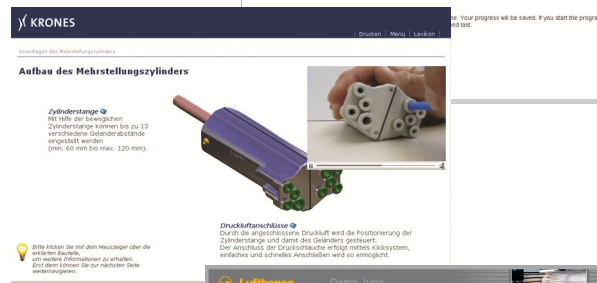 KRONES
ne. Your progress will be saved. If you start the progra
ed last.
Drucken | Menü | Lexikon |
Grundlagen des Mehrstellungszylinders
Aufbau des Mehrstellungszylinders
Zylinderstange
Mit Hilfe der beweglichen
Zylinderstange können bis zu 13
verschiedene Geländerabstände
eingestellt werden
(min. 60 mm bis max. 120 mm).
Druckluftanschlüsse
Durch die angeschlossene Druckluft wird die Positionierung der
Zylinderstange und damit des Geländers gesteuert.
Der Anschluss der Druckschläuche erfolgt mittels Klicksystem,
einfaches und schnelles Anschließen wird so ermöglicht.
Bitte klicken Sie mit dem Mauszeiger über die
erklärten Bauteile,
um weitere Informationen zu erhalten.
Erst dann können Sie zur nächsten Seite
weiternavigieren.
Lufthansa